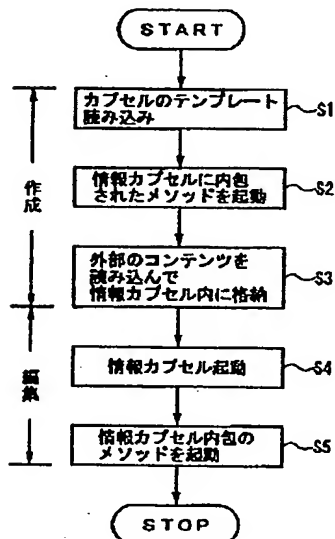 START
カプセルのテンプレート
読み込み
S1
作成
情報カプセルに内包
されたメソッドを起動
S2
外部のコンテンツを
読み込んで
情報カプセル内に格納
S3
編集
情報カプセル起動
S4
情報カプセル内包の
メソッドを起動
S5
STOP